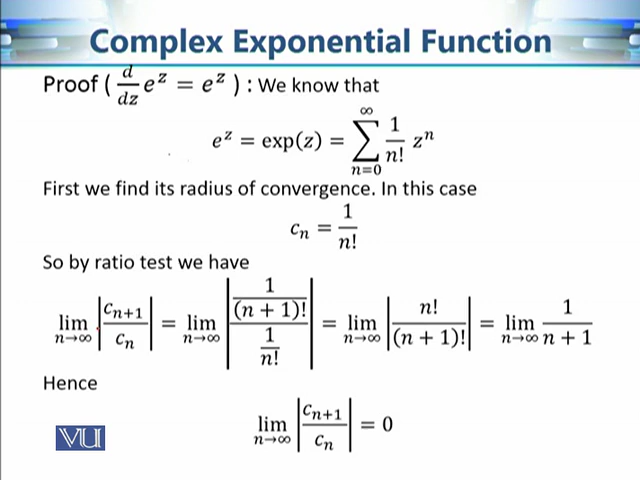 Complex Exponential Function
Proof ( d/dz e^z = e^z ) : We know that
e^z = exp(z) = ∑_{n=0}^{∞} 1/n! z^n
First we find its radius of convergence. In this case
c_n = 1/n!
So by ratio test we have
lim_{n→∞} |c_{n+1}/c_n| = lim_{n→∞} |(1/(n + 1)!)/(1/n!)| = lim_{n→∞} |n!/(n + 1)!| = lim_{n→∞} 1/(n + 1)
Hence
lim_{n→∞} |c_{n+1}/c_n| = 0
VU